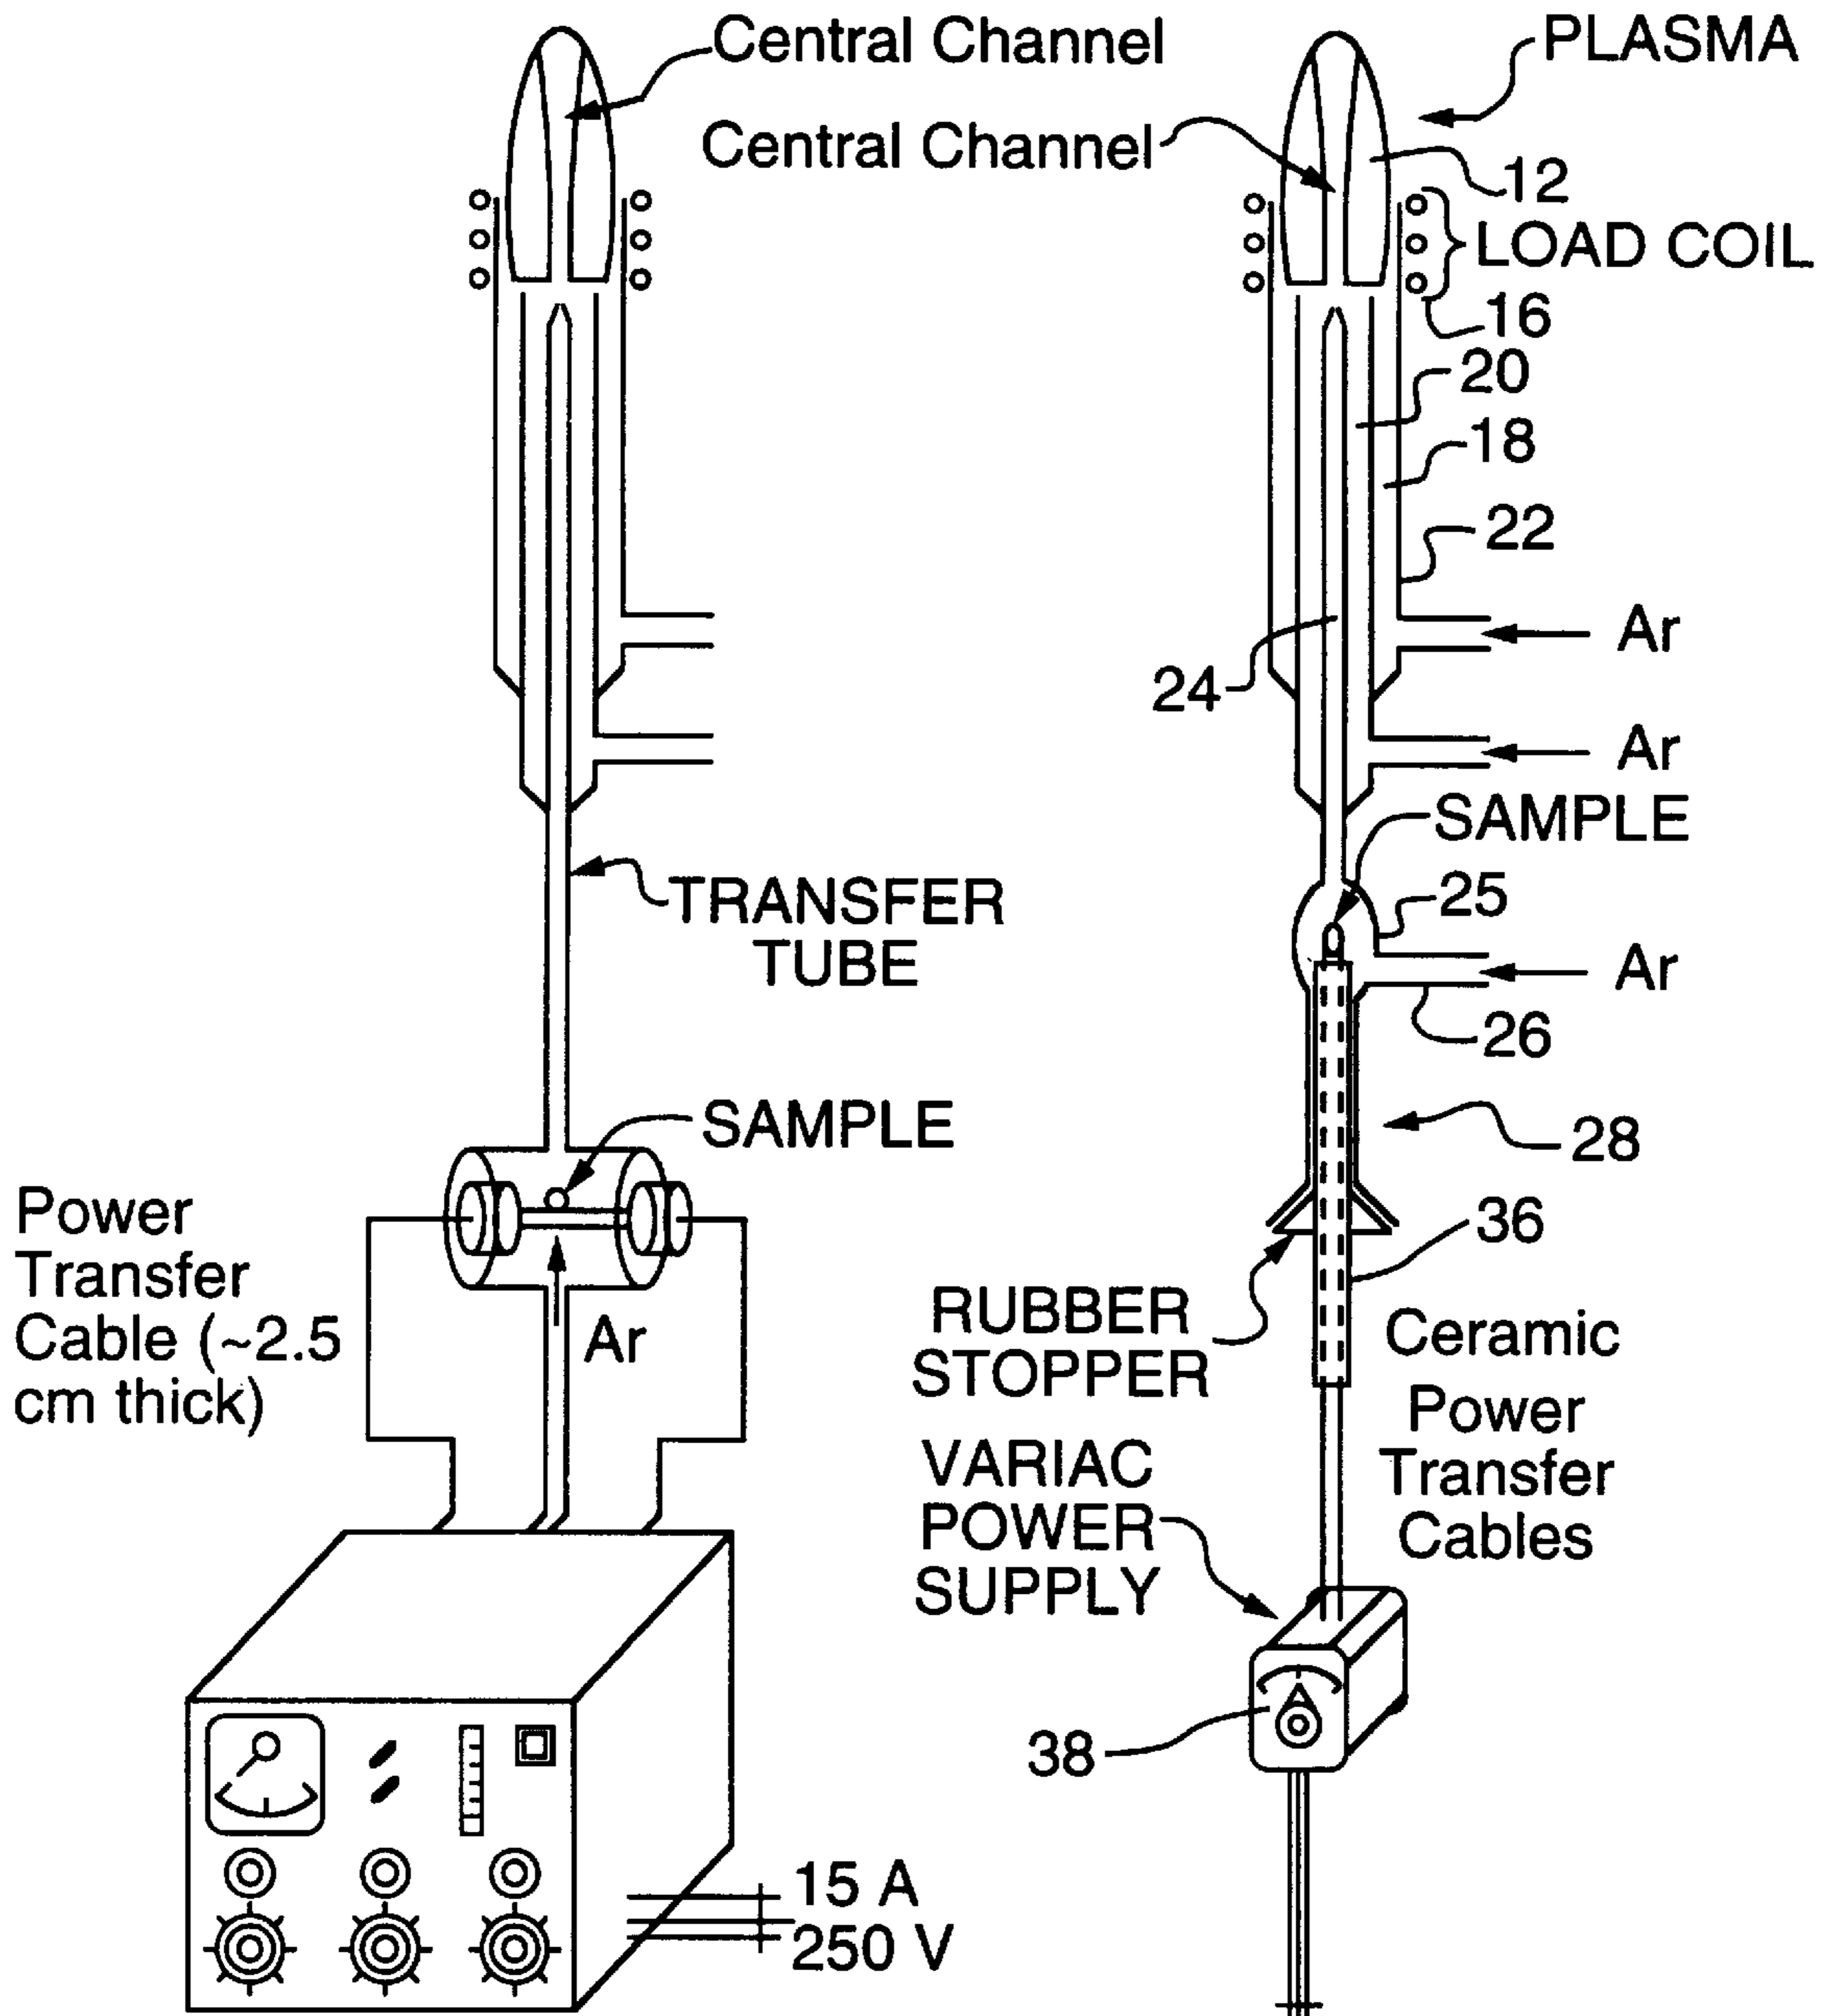 Central Channel
PLASMA
Central Channel
12
LOAD COIL
16
20
18
22
Ar
24
Ar
SAMPLE
TRANSFER
TUBE
25
Ar
26
SAMPLE
28
Power
Transfer
Cable (~2.5
cm thick)
Ar
36
RUBBER
STOPPER
Ceramic
Power
Transfer
Cables
VARIAC
POWER
SUPPLY
38
15 A
250 V